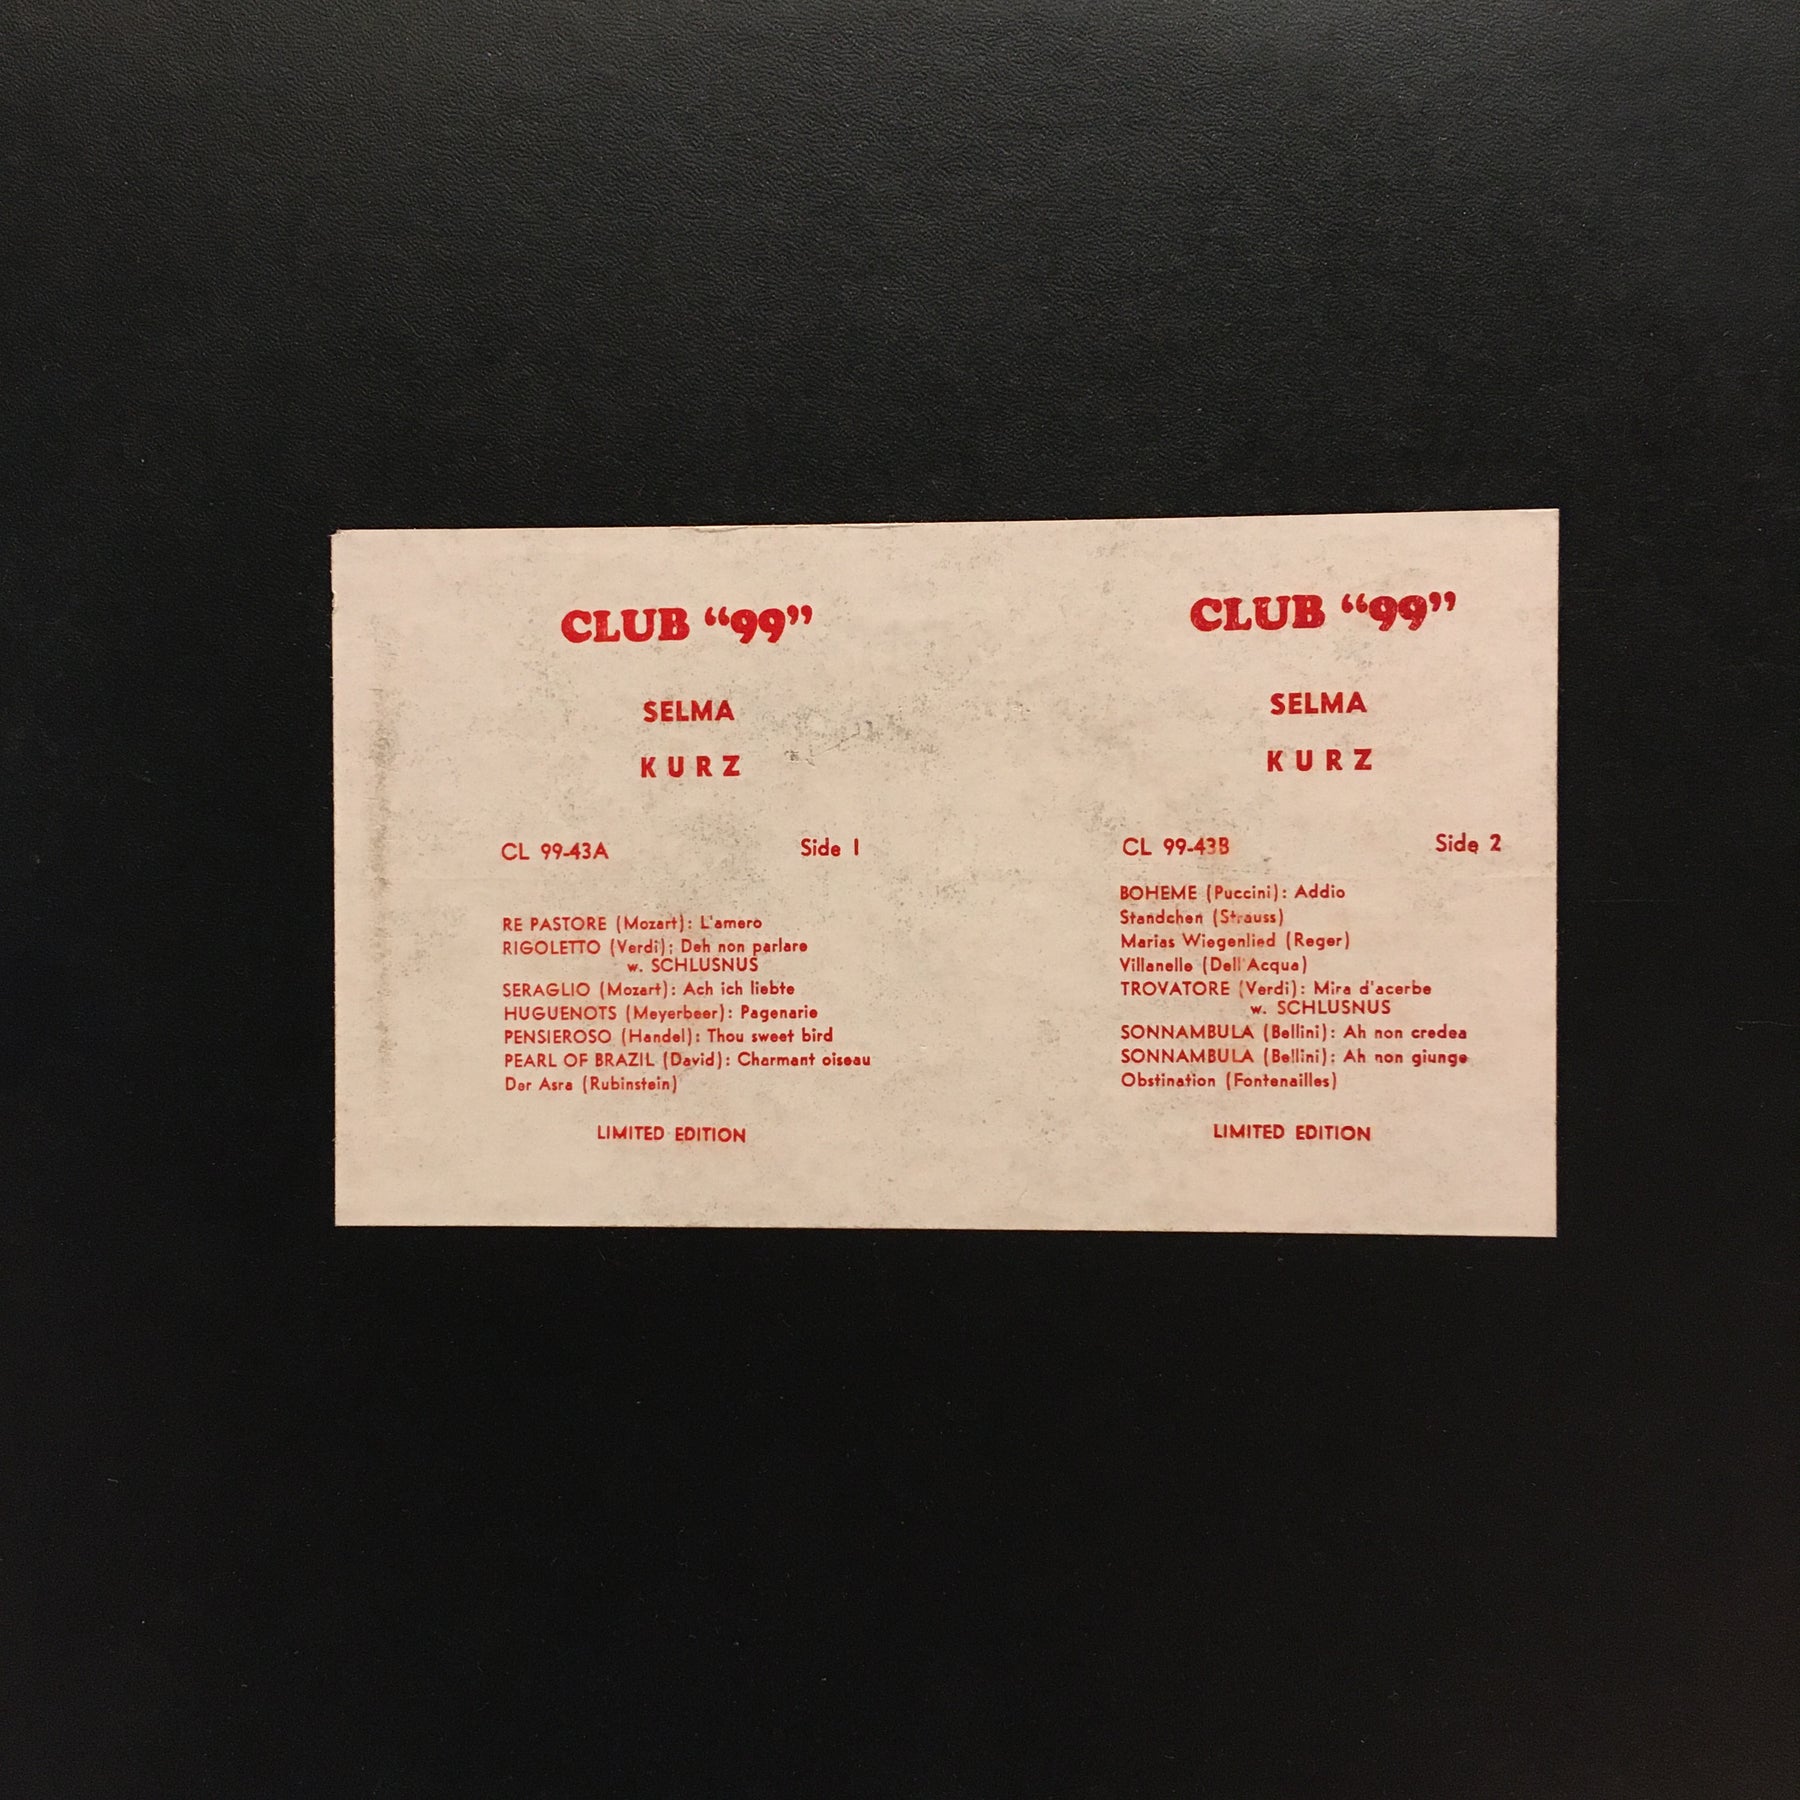 CLUB “99”
SELMA
KURZ
CL 99-43A Side 1
RE PASTORE (Mozart): L'amero
RIGOLETTO (Verdi): Deh non parlare
w. SCHLUSNUS
SERAGLIO (Mozart): Ach ich liebte
HUGUENOTS (Meyerbeer): Pagenarie
PENSIEROSO (Handel): Thou sweet bird
PEARL OF BRAZIL (David): Charmant oiseau
Der Asra (Rubinstein)
LIMITED EDITION
CLUB “99”
SELMA
KURZ
CL 99-43B Side 2
BOHEME (Puccini): Addio
Standchen (Strauss)
Marias Wiegenlied (Reger)
Villanelle (Dell'Acqua)
TROVATORE (Verdi): Mira d'acerbe
w. SCHLUSNUS
SONNAMBULA (Bellini): Ah non credea
SONNAMBULA (Bellini): Ah non giunge
Obstination (Fontenailles)
LIMITED EDITION